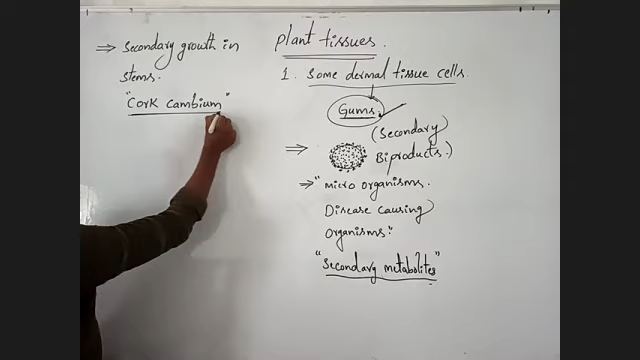 ⇒ Secondary growth in
stems.
"Cork cambium"
plant tissues.
1. Some dermal tissue cells.
Gums.
(Secondary
⇒ Biproducts.)
⇒ "micro organisms.
Disease causing
organisms."
"Secondary metabolites"